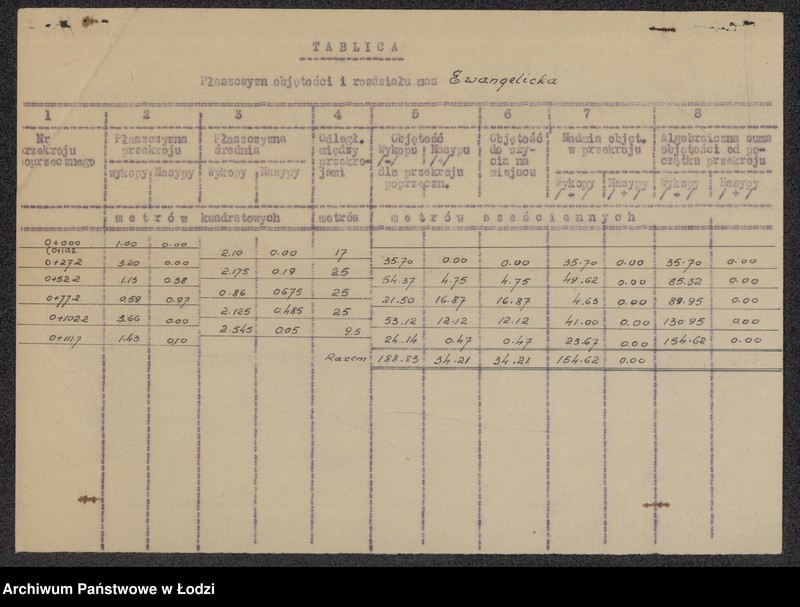 TABLICA
Płaszczyzn objętości i rozdziału mas Ewangelicka
1 2 3 4 5 6 7 8
Nr Płaszczyzna Płaszczyzna Odległ. Objętość Objętość Nadmia objęt. Algebraiczna suma
przekroju przekroju średnia między Wykopu Nasypu do uży- w przekroju objętości od po-
poprzecznego przekro- /-/ /-/ cia na czątku przekroju
wykopy Nasypy Wykopy Nasypy jami dla przekroju miejscu Wykopy Nasypy Wykopy Nasypy
poprzeczn. /-/ /+/ /-/ /+/
metrów kwadratowych metrów metrów sześciennych
0+000 1.00 0.00
(0+102 2.10 0.00 17 35.70 0.00 0.00 35.70 0.00 35.70 0.00
0+27.2 3.20 0.00
2.175 0.19 25 54.37 4.75 4.75 49.62 0.00 85.32 0.00
0+52.2 1.15 0.38
0.86 0675 25 21.50 16.87 16.87 4.63 0.00 89.95 0.00
0+77.2 0.59 0.97
2.125 0.485 25 53.12 12.12 12.12 41.00 0.00 130.95 0.00
0+102.2 3.66 0.00
2.545 0.05 9.5 24.14 0.47 0.47 23.67 0.00 154.62 0.00
0+111.7 1.43 0.10
Razem 188.83 34.21 34.21 154.62 0.00
Archiwum Państwowe w Łodzi